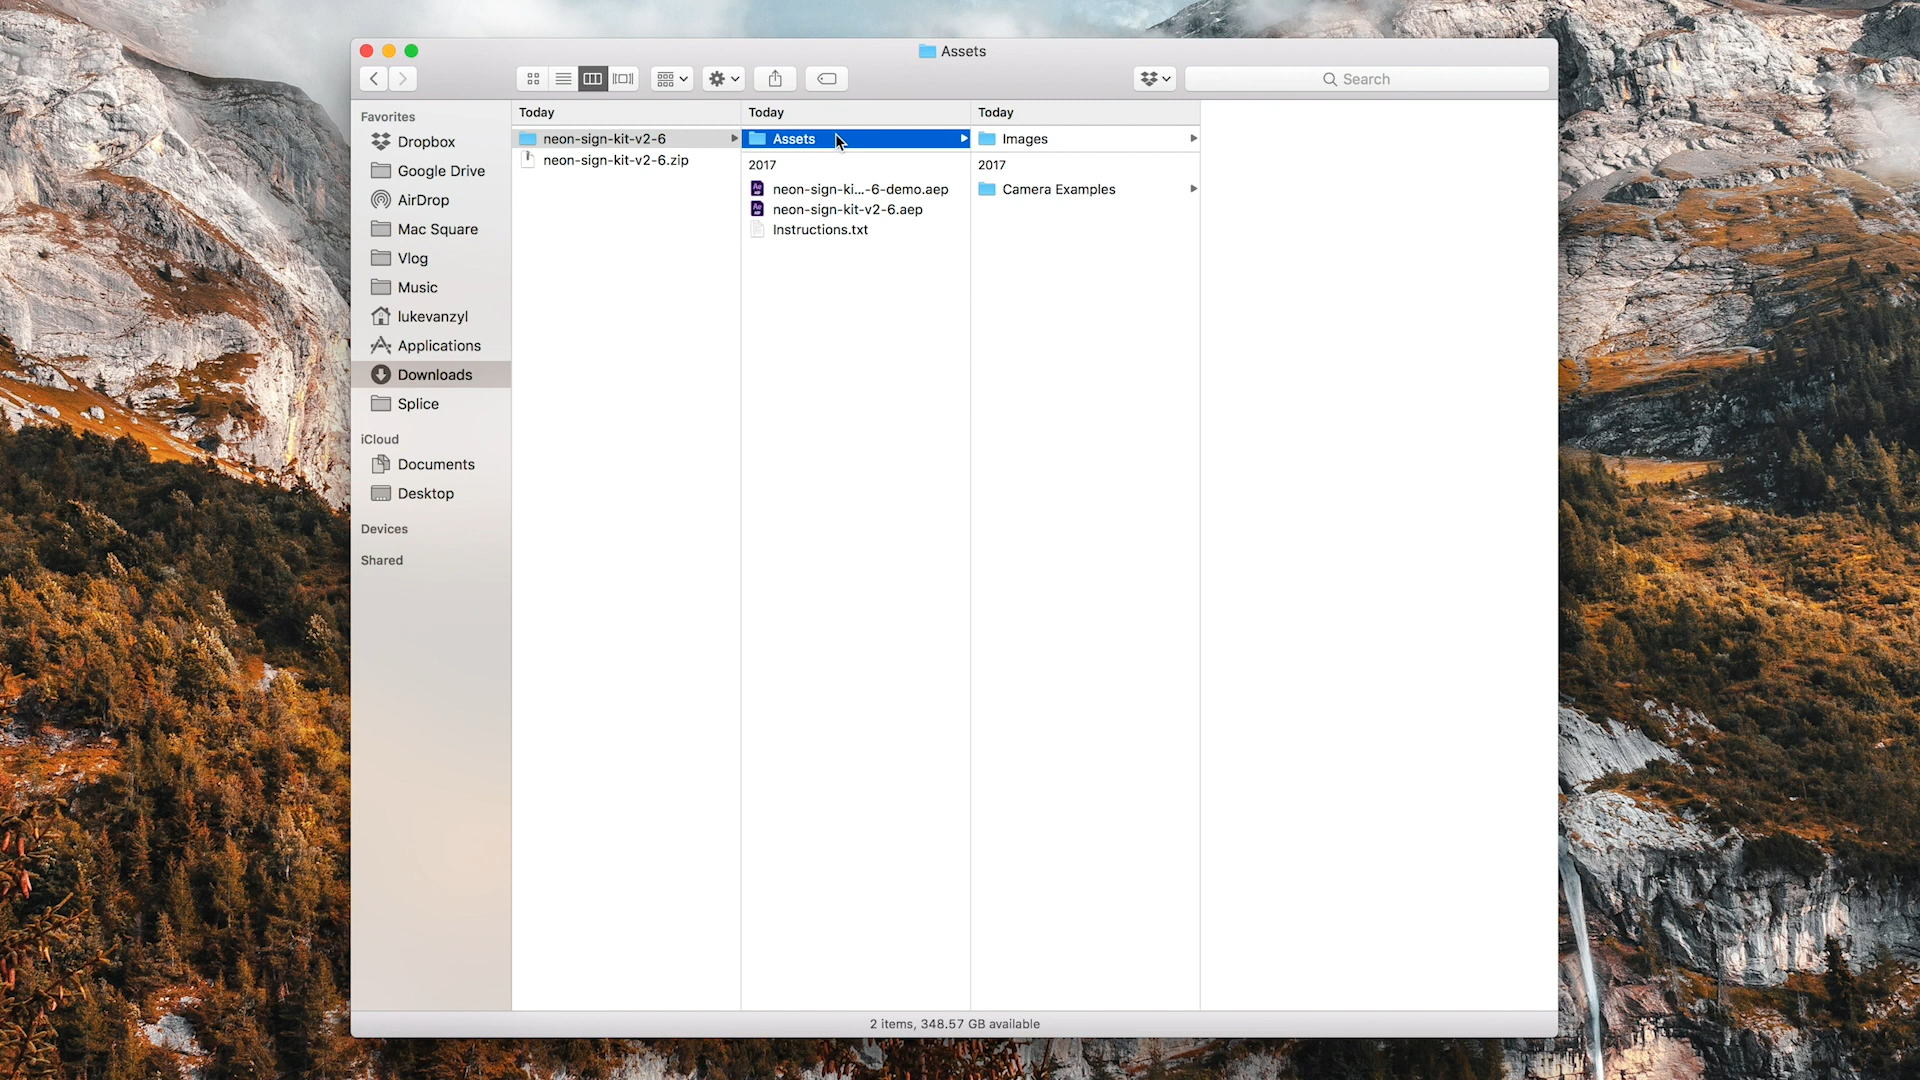 Assets
Search
Favorites
Dropbox
Google Drive
AirDrop
Mac Square
Vlog
Music
lukevanzyl
Applications
Downloads
Splice
iCloud
Documents
Desktop
Devices
Shared
Today
neon-sign-kit-v2-6
neon-sign-kit-v2-6.zip
Today
Assets
2017
neon-sign-ki...-6-demo.aep
neon-sign-kit-v2-6.aep
Instructions.txt
Today
Images
2017
Camera Examples
2 items, 348.57 GB available